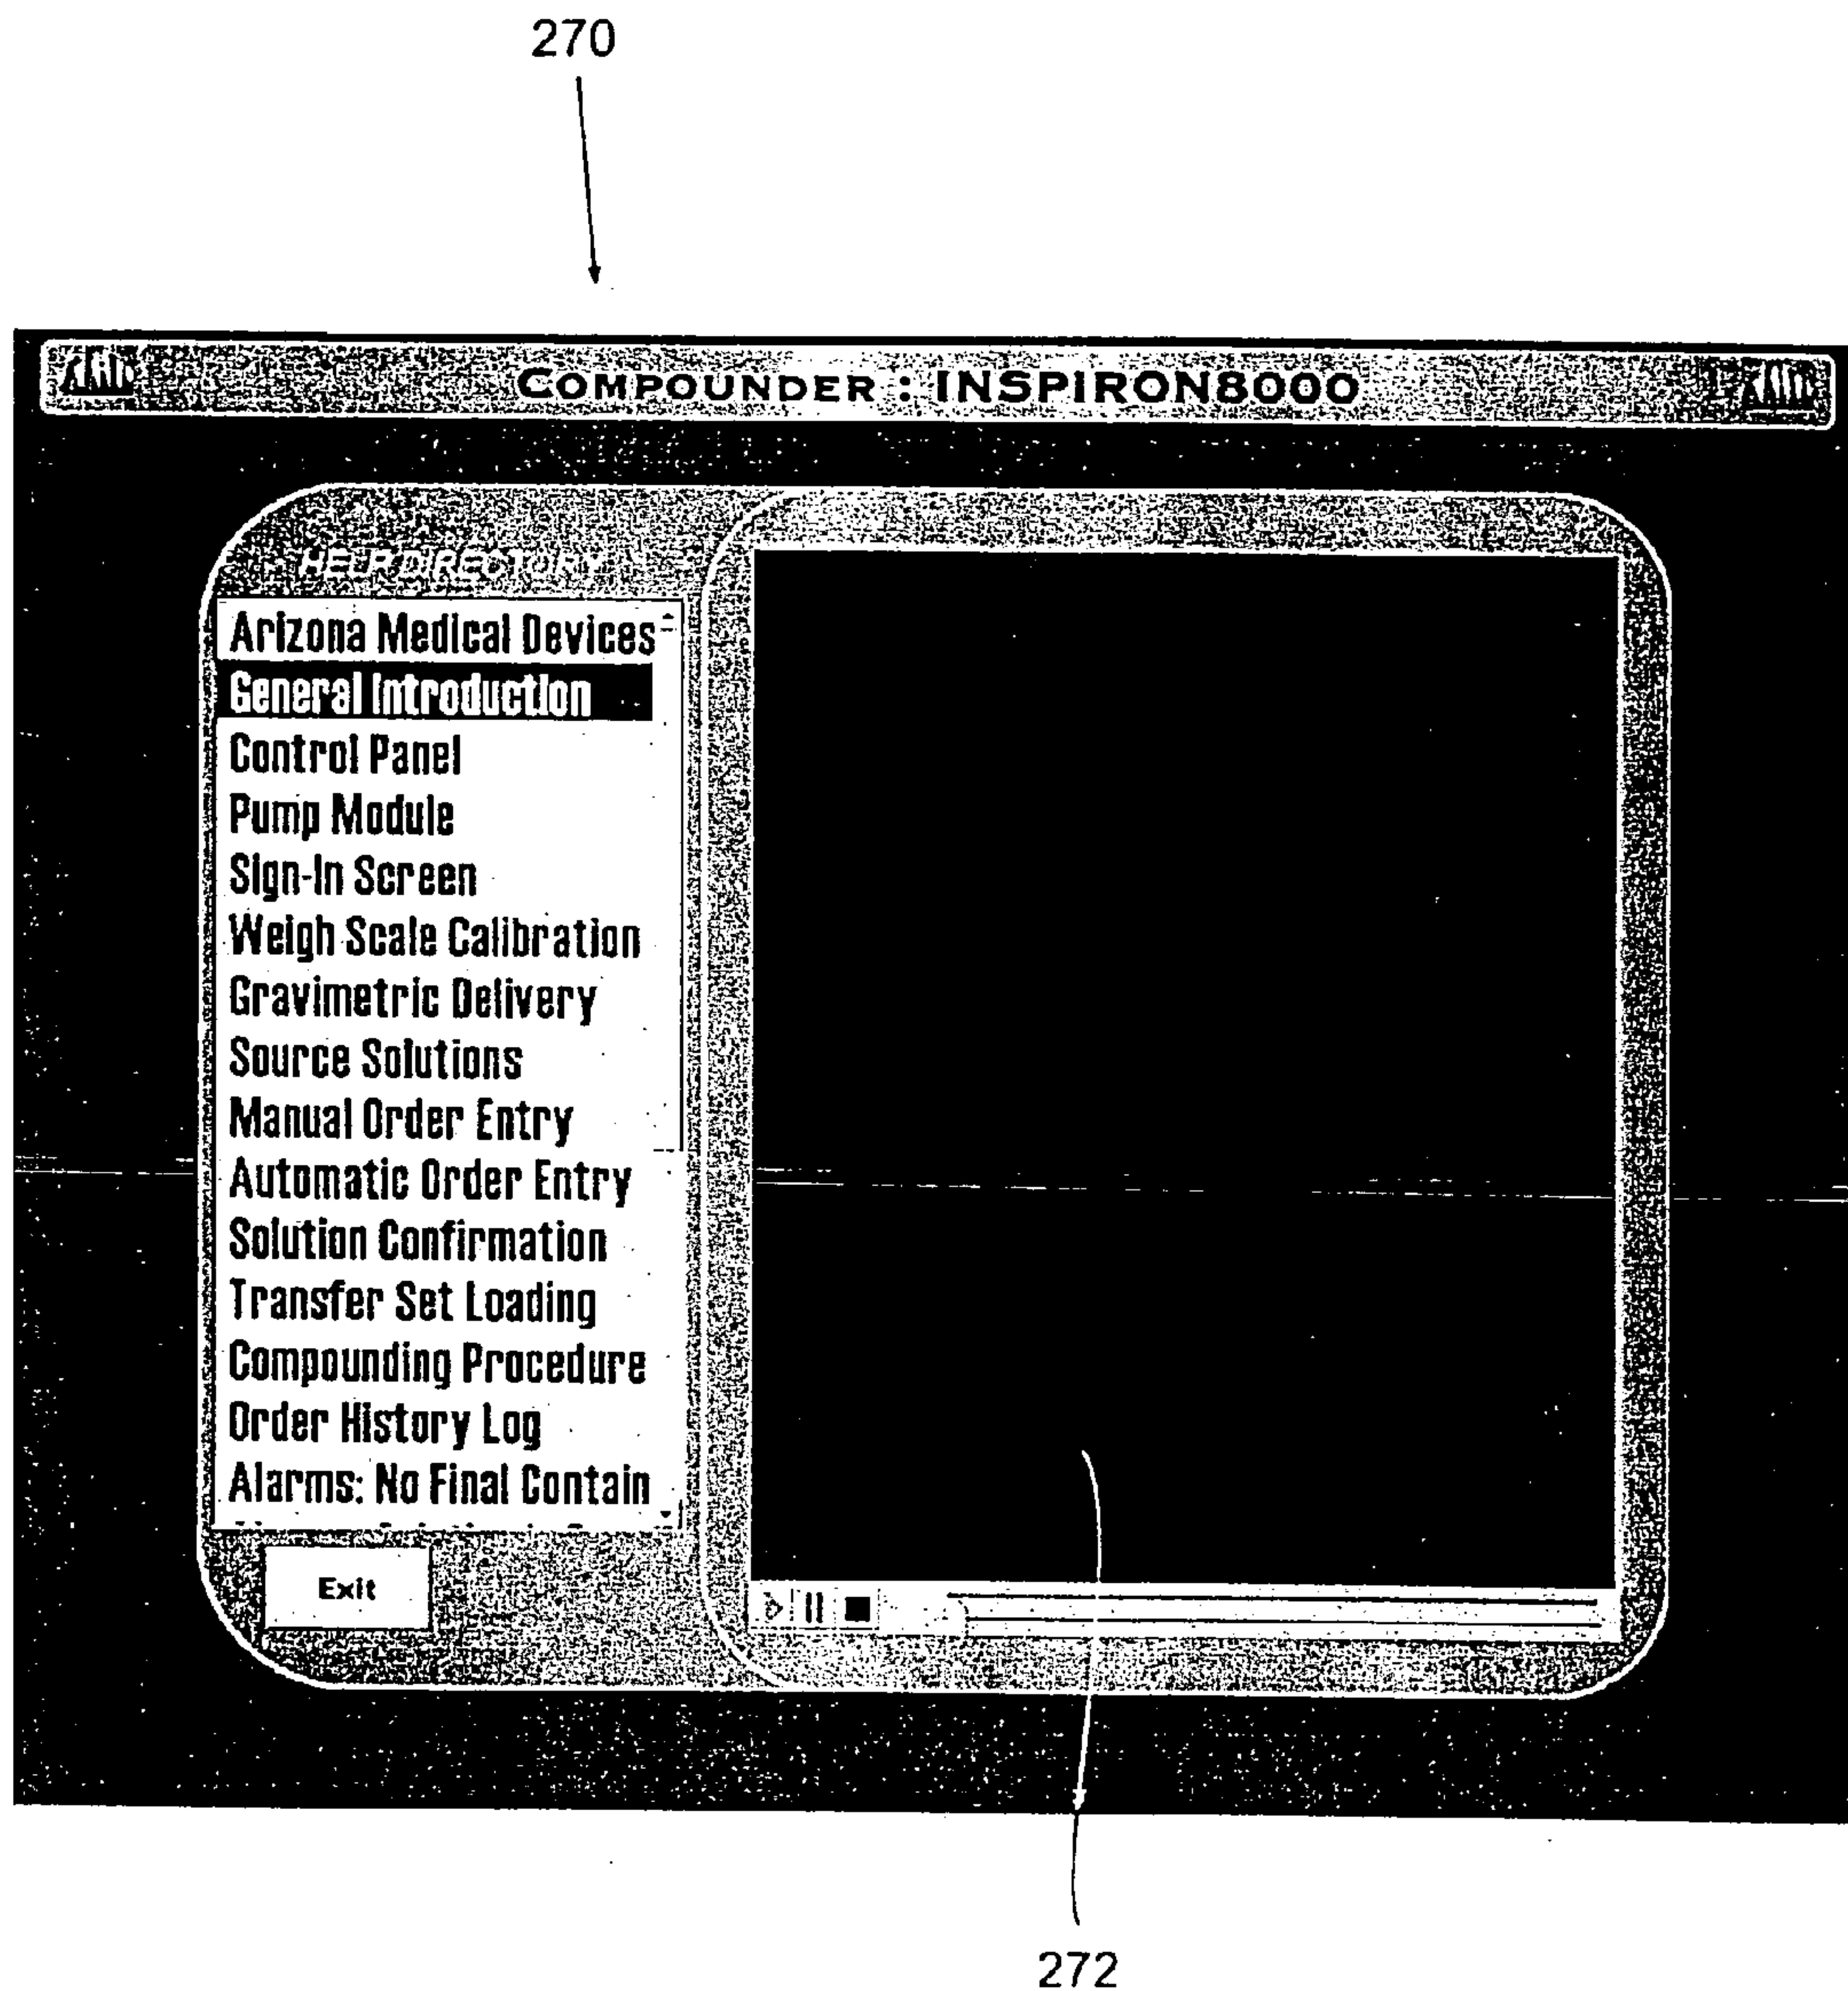 270
COMPOUNDER : INSPIRON8000
HELP DIRECTORY
Arizona Medical Devices
General Introduction
Control Panel
Pump Module
Sign-In Screen
Weigh Scale Calibration
Gravimetric Delivery
Source Solutions
Manual Order Entry
Automatic Order Entry
Solution Confirmation
Transfer Set Loading
Compounding Procedure
Order History Log
Alarms: No Final Contain
Exit
272